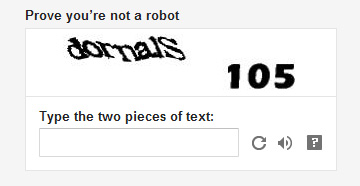 Prove you're not a robot
dornals 105
Type the two pieces of text:
?